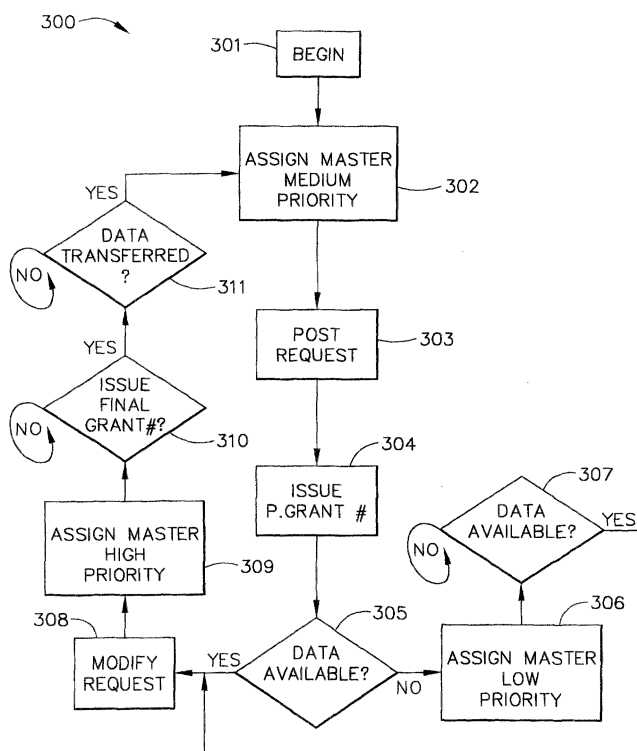 300
301
BEGIN
ASSIGN MASTER
MEDIUM
PRIORITY
302
YES
DATA
TRANSFERRED
?
NO
311
POST
REQUEST
303
YES
ISSUE
FINAL
GRANT#?
NO
310
304
ISSUE
P.GRANT #
307
DATA
AVAILABLE?
YES
NO
ASSIGN MASTER
HIGH
PRIORITY
309
308
MODIFY
REQUEST
YES
305
DATA
AVAILABLE?
NO
306
ASSIGN MASTER
LOW
PRIORITY